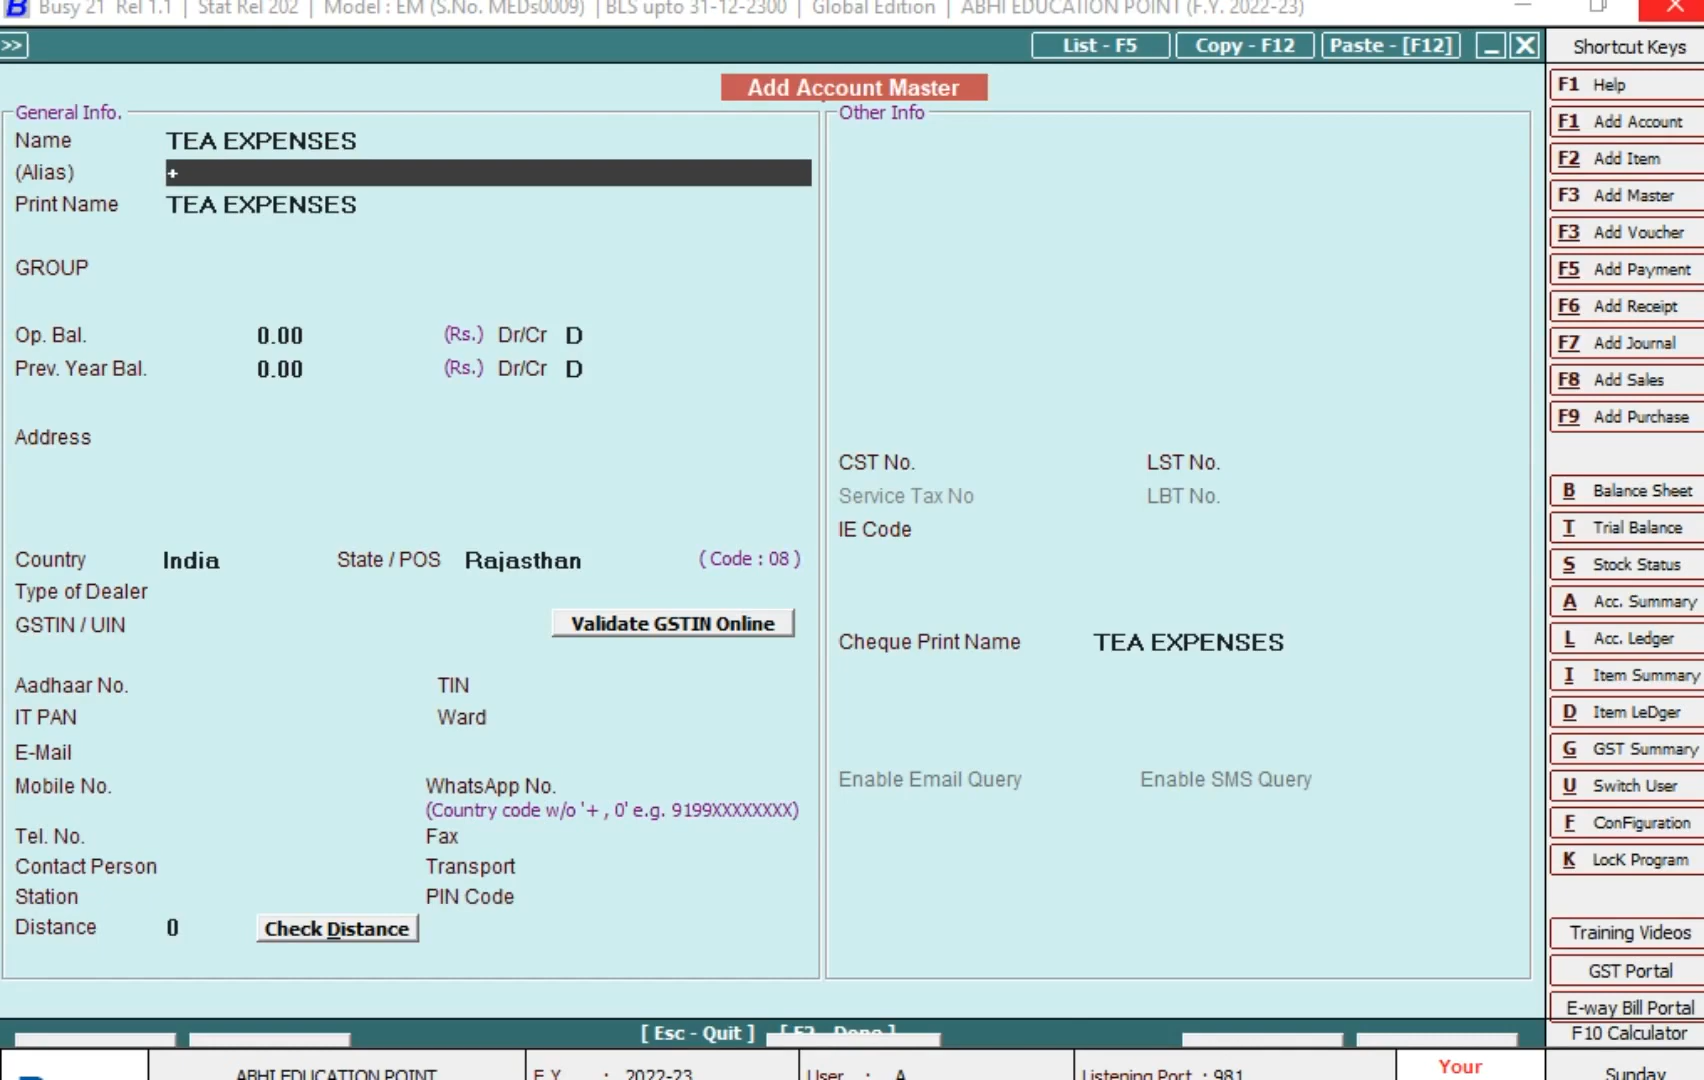 Busy 21 Rel 1.1 | Stat Rel 202 | Model : EM (S.No. MEDs0009) | BLS upto 31-12-2300 | Global Edition | ABHI EDUCATION POINT (F.Y. 2022-23)
>> List - F5 Copy - F12 Paste - [F12] Shortcut Keys
Add Account Master
General Info. Other Info
Name TEA EXPENSES
(Alias) +
Print Name TEA EXPENSES
GROUP
Op. Bal. 0.00 (Rs.) Dr/Cr D
Prev. Year Bal. 0.00 (Rs.) Dr/Cr D
Address
Country India State / POS Rajasthan ( Code : 08 )
Type of Dealer
GSTIN / UIN Validate GSTIN Online
Aadhaar No. TIN
IT PAN Ward
E-Mail
Mobile No. WhatsApp No.
(Country code w/o '+ , 0' e.g. 9199XXXXXXXX)
Tel. No. Fax
Contact Person Transport
Station PIN Code
Distance 0 Check Distance
CST No. LST No.
Service Tax No LBT No.
IE Code
Cheque Print Name TEA EXPENSES
Enable Email Query Enable SMS Query
F1 Help
F1 Add Account
F2 Add Item
F3 Add Master
F3 Add Voucher
F5 Add Payment
F6 Add Receipt
F7 Add Journal
F8 Add Sales
F9 Add Purchase
B Balance Sheet
T Trial Balance
S Stock Status
A Acc. Summary
L Acc. Ledger
I Item Summary
D Item LeDger
G GST Summary
U Switch User
F ConFiguration
K LocK Program
Training Videos
GST Portal
E-way Bill Portal
F10 Calculator
[ Esc - Quit ] [ F2 - Done ]
ABHI EDUCATION POINT F.Y. : 2022-23 User : A Listening Port : 981 Your Sunday